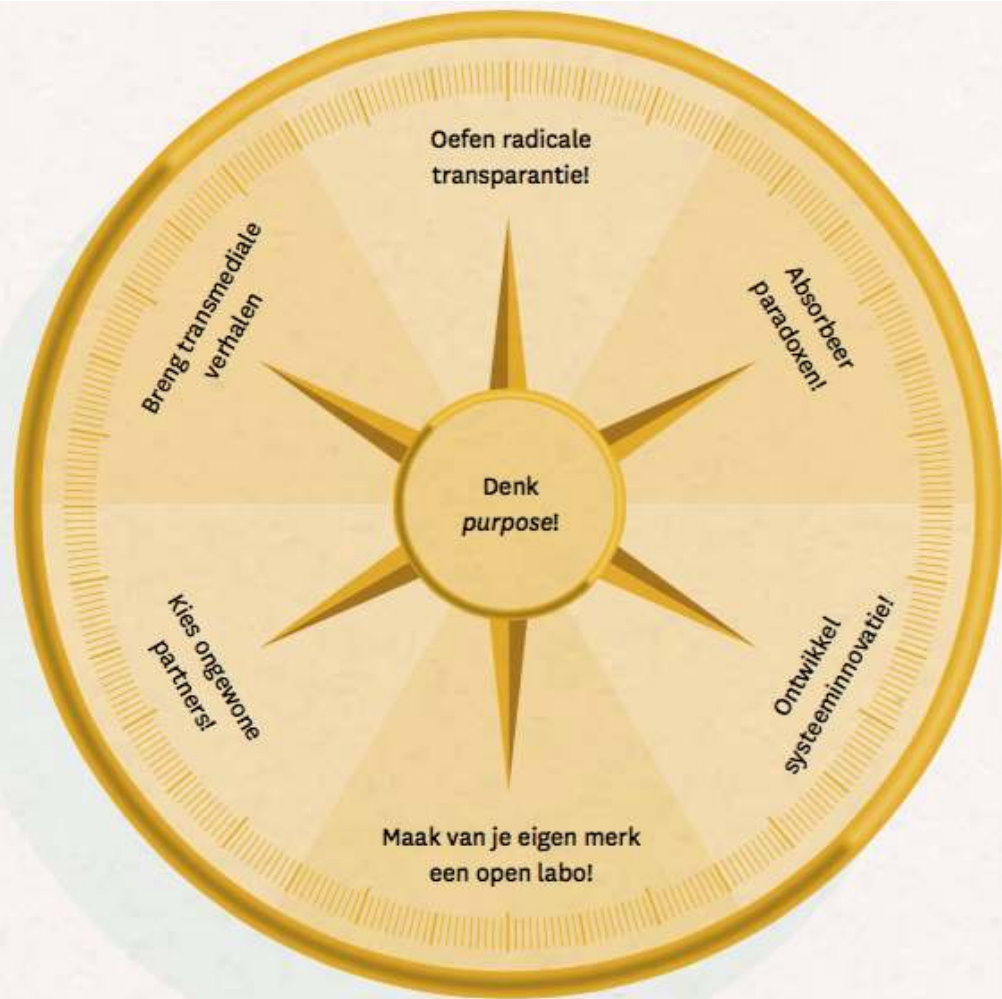 Oefen radicale
transparantie!
Absorbeer
paradoxen!
Ontwikkel
systeeminnovatie!
Maak van je eigen merk
een open labo!
Kies ongewone
partners!
Breng transmediale
verhalen
Denk
purpose!